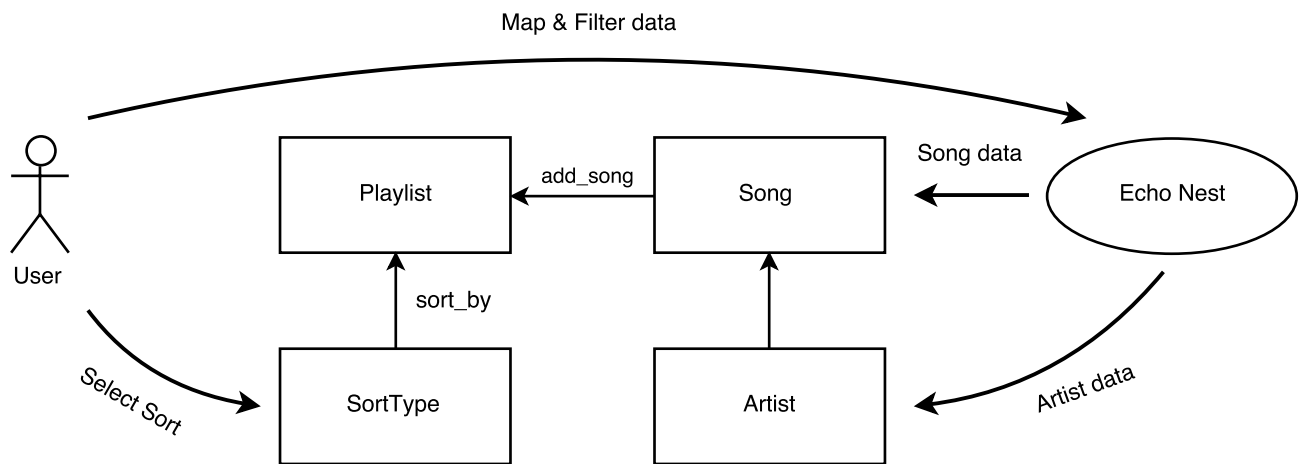 Map & Filter data
Song data
add_song
Playlist
Song
Echo Nest
User
sort_by
Select Sort
SortType
Artist
Artist data